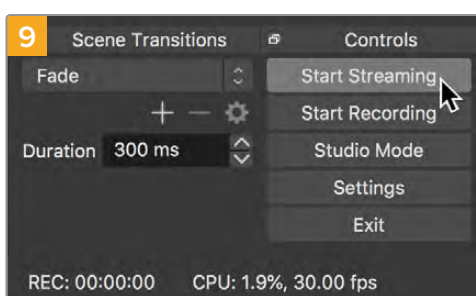 9
Scene Transitions
Controls
Fade
Start Streaming
Start Recording
Duration 300 ms
Studio Mode
Settings
Exit
REC: 00:00:00 CPU: 1.9%, 30.00 fps